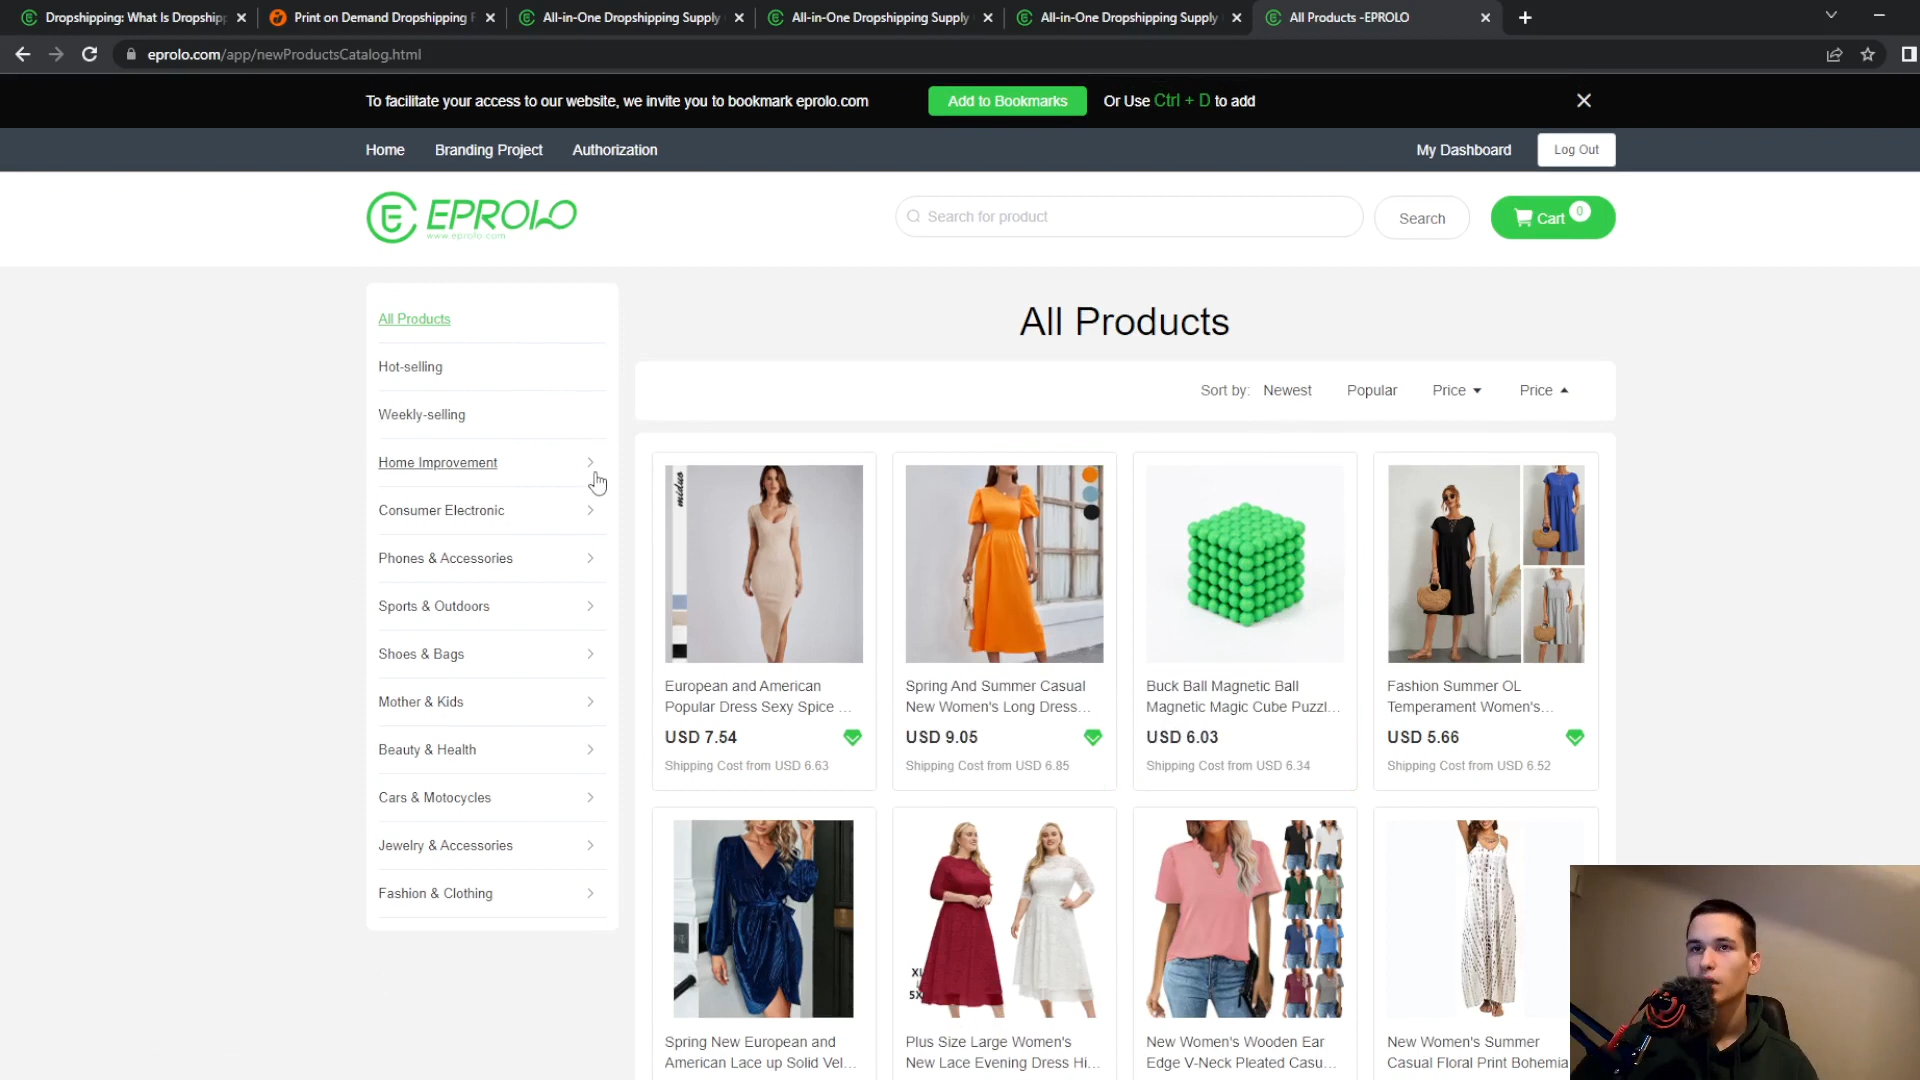 Dropshipping: What Is Dropship
Print on Demand Dropshipping F
All-in-One Dropshipping Supply
All-in-One Dropshipping Supply
All-in-One Dropshipping Supply
All Products -EPROLO
eprolo.com/app/newProductsCatalog.html
To facilitate your access to our website, we invite you to bookmark eprolo.com
Add to Bookmarks
Or Use Ctrl + D to add
Home
Branding Project
Authorization
My Dashboard
Log Out
EPROLO
www.eprolo.com
Search for product
Search
Cart 0
All Products
Hot-selling
Weekly-selling
Home Improvement
Consumer Electronic
Phones & Accessories
Sports & Outdoors
Shoes & Bags
Mother & Kids
Beauty & Health
Cars & Motocycles
Jewelry & Accessories
Fashion & Clothing
All Products
Sort by: Newest Popular Price Price
miduo
European and American
Popular Dress Sexy Spice ...
USD 7.54
Shipping Cost from USD 6.63
Spring And Summer Casual
New Women's Long Dress...
USD 9.05
Shipping Cost from USD 6.85
Buck Ball Magnetic Ball
Magnetic Magic Cube Puzzl...
USD 6.03
Shipping Cost from USD 6.34
Fashion Summer OL
Temperament Women's...
USD 5.66
Shipping Cost from USD 6.52
Spring New European and
American Lace up Solid Vel...
XL
5X
Plus Size Large Women's
New Lace Evening Dress Hi...
New Women's Wooden Ear
Edge V-Neck Pleated Casu...
New Women's Summer
Casual Floral Print Bohemia